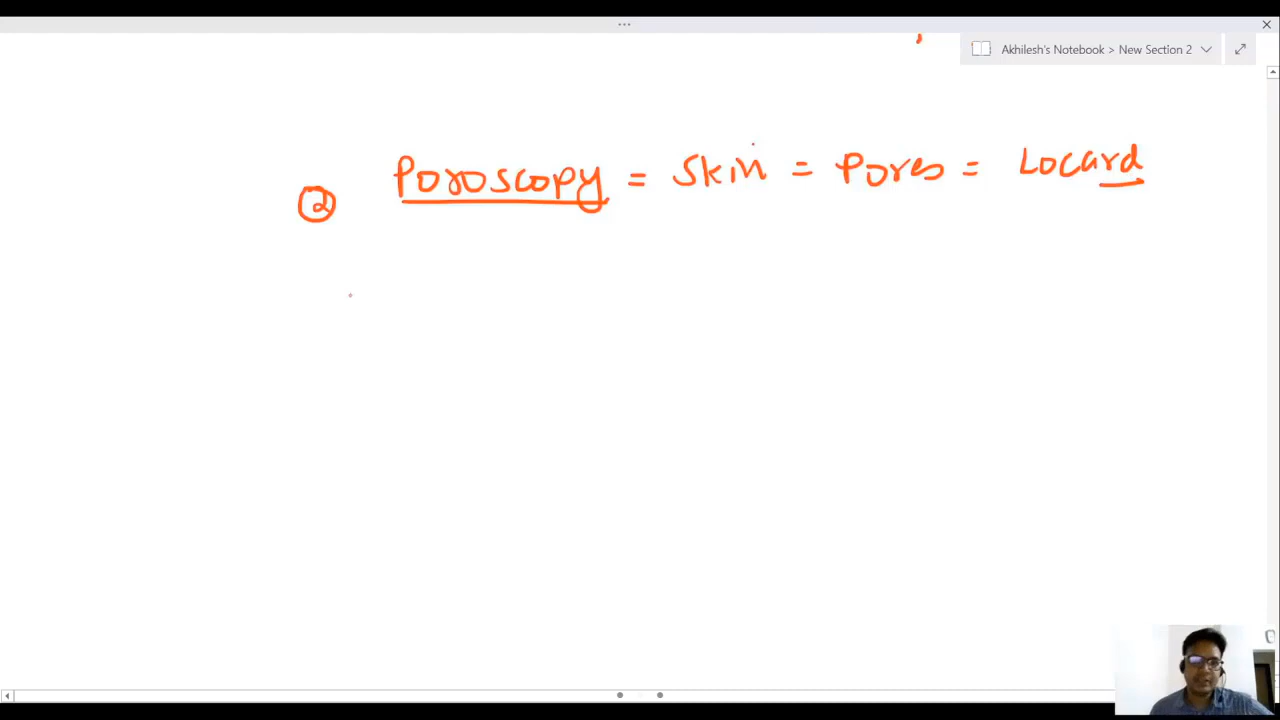 Akhilesh's Notebook > New Section 2
② Poroscopy = Skin = Pores = Locard